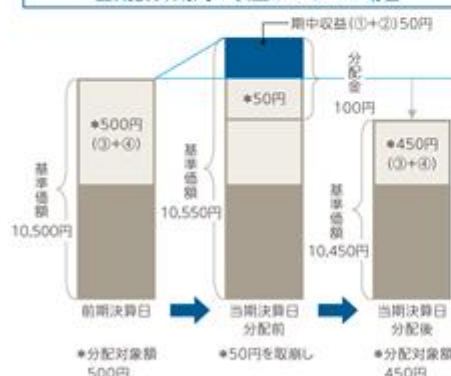 期中収益(①+②)50円
*50円
分配金
100円
*500円
(③+④)
*450円
(③+④)
基準価額
10,500円
基準価額
10,550円
基準価額
10,450円
前期決算日
当期決算日
分配前
当期決算日
分配後
*分配対象額
500円
*50円を取崩し
*分配対象額
450円